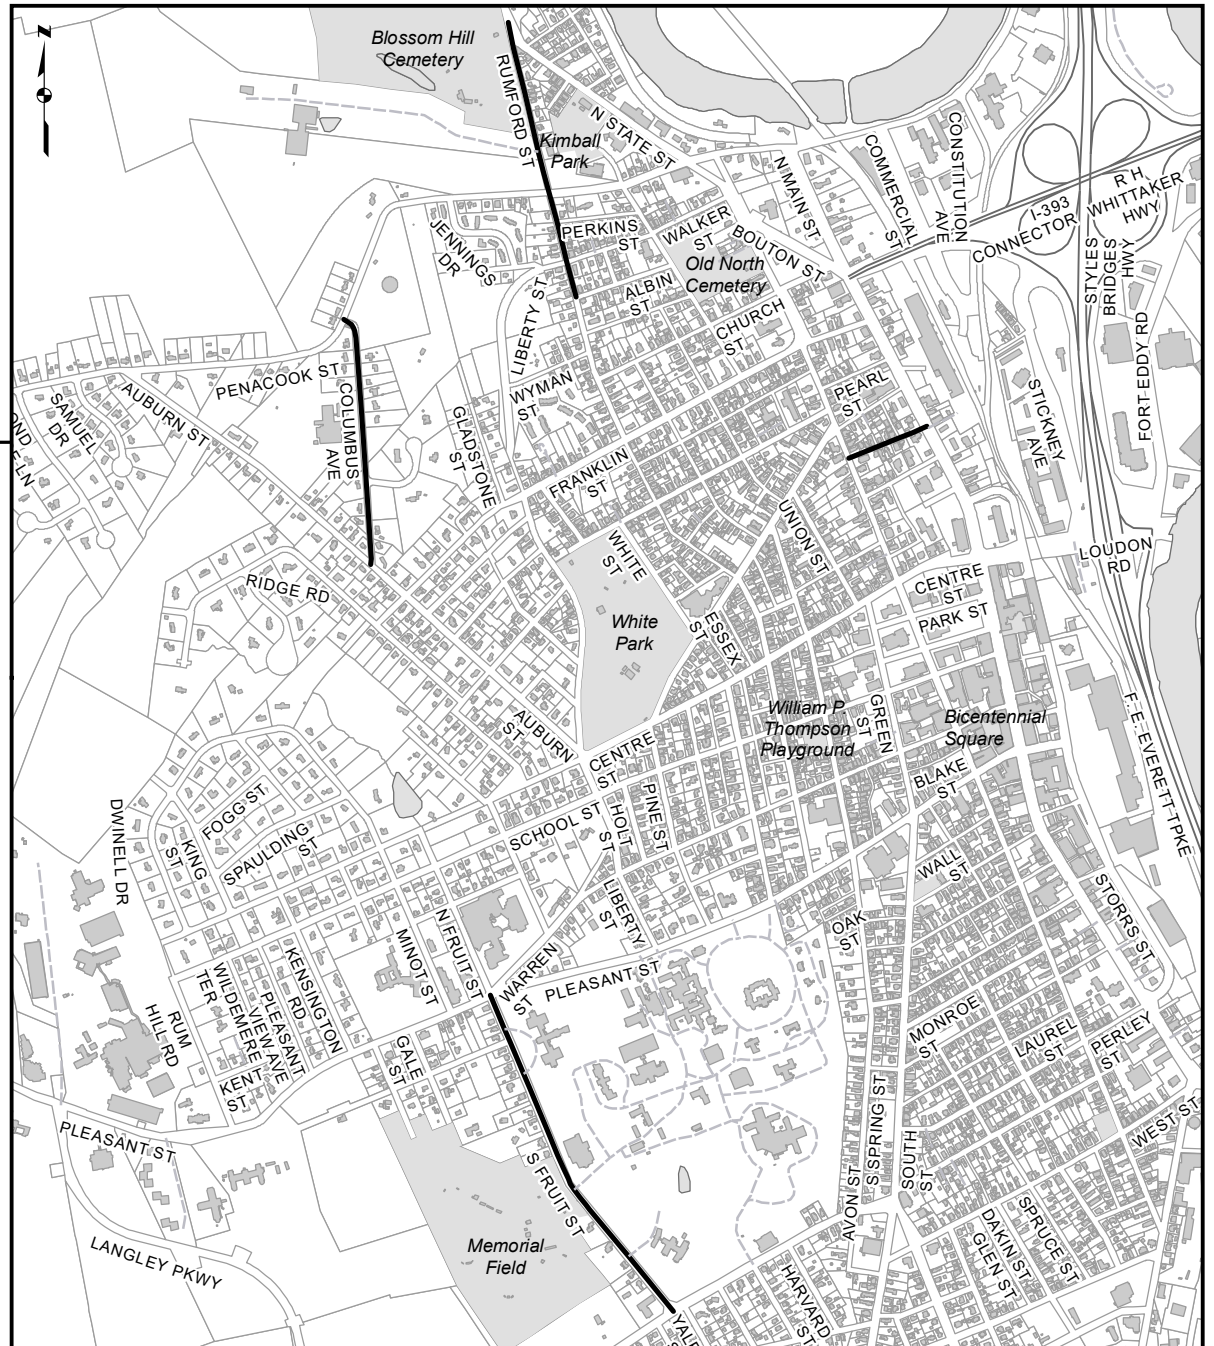 Z
Blossom Hill
Cemetery
RUMFORD ST
N STATE ST
Kimball
Park
N MAIN ST
COMMERCIAL ST
CONSTITUTION
AVE
R H
WHITTAKER
HWY
I-393
CONNECTOR
STYLES
BRIDGES
HWY
PERKINS
ST
WALKER
ST
BOUTON ST
JENNINGS
DR
Old North
Cemetery
ALBIN
ST
LIBERTY ST
CHURCH
ST
FORT EDDY RD
PENACOOK ST
AUBURN ST
SAMUEL
DR
COLUMBUS
AVE
WYMAN
ST
PEARL
ST
STICKNEY
AVE
GLADSTONE
ST
FRANKLIN
ST
UNION ST
WHITE
ST
LOUDON
RD
RIDGE RD
CENTRE
ST
PARK ST
ESSEX
ST
White
Park
AUBURN
ST
William P
Thompson
Playground
GREEN
ST
Bicentennial
Square
F. E. EVERETT TPKE
CENTRE
ST
BLAKE
ST
DWINELL DR
FOGG ST
KING
ST
SPAULDING
ST
SCHOOL ST
HOLT
ST
PINE ST
WALL
ST
STORRS ST
N FRUIT ST
LIBERTY
ST
OAK
ST
MINOT ST
WARREN
ST
PLEASANT ST
KENSINGTON
RD
WILDEMERE
TER
PLEASANT
VIEW AVE
RUM
HILL RD
MONROE
ST
LAUREL
ST
PERLEY
ST
GALE
ST
KENT
ST
PLEASANT ST
WEST ST
S FRUIT ST
AVON ST
S SPRING ST
SOUTH
ST
LANGLEY PKWY
Memorial
Field
DAKIN ST
GLEN ST
SPRUCE ST
HARVARD
ST